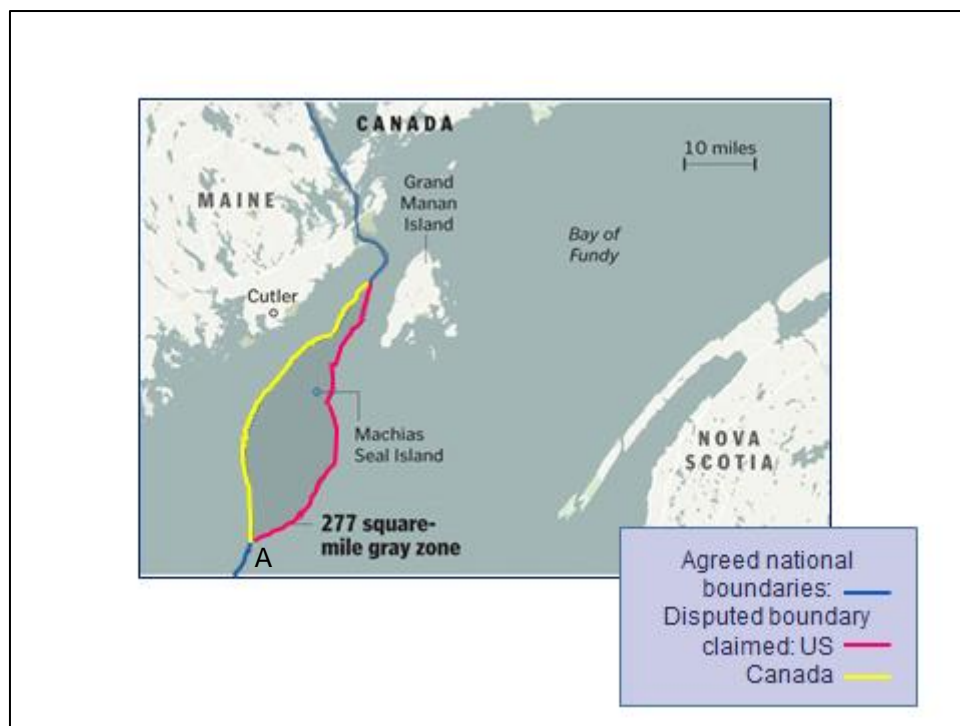 CANADA
10 miles
Grand
Manan
Island
MAINE
Bay of
Fundy
Cutler
Machias
Seal Island
NOVA
SCOTIA
277 square-
mile gray zone
A
Agreed national
boundaries:
Disputed boundary
claimed: US
Canada